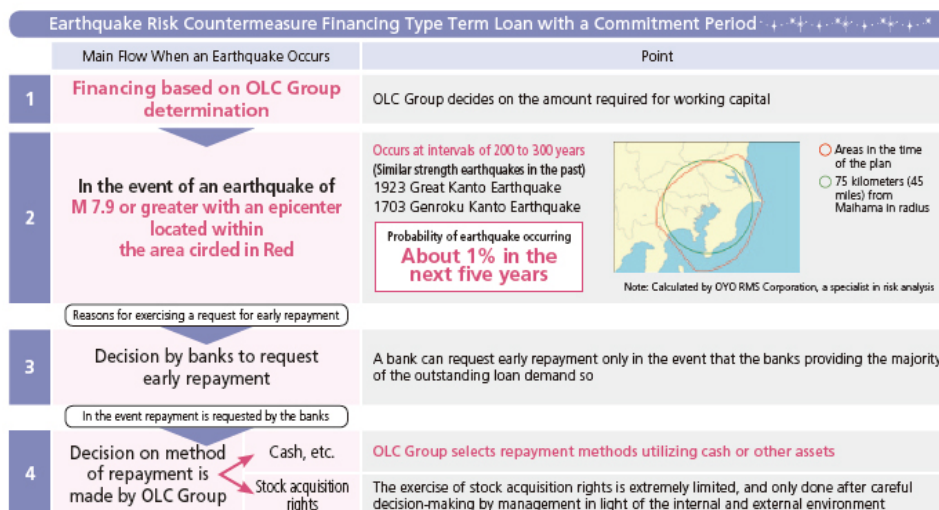 Earthquake Risk Countermeasure Financing Type Term Loan with a Commitment Period
Main Flow When an Earthquake Occurs
Point
1
Financing based on OLC Group
determination
OLC Group decides on the amount required for working capital
2
In the event of an earthquake of
M 7.9 or greater with an epicenter
located within
the area circled in Red
Occurs at intervals of 200 to 300 years
(Similar strength earthquakes in the past)
1923 Great Kanto Earthquake
1703 Genroku Kanto Earthquake
Probability of earthquake occurring
About 1% in the
next five years
Areas in the time
of the plan
75 kilometers (45
miles) from
Maihama in radius
Note: Calculated by OYO RMS Corporation, a specialist in risk analysis
Reasons for exercising a request for early repayment
3
Decision by banks to request
early repayment
A bank can request early repayment only in the event that the banks providing the majority
of the outstanding loan demand so
In the event repayment is requested by the banks
4
Decision on method
of repayment is
made by OLC Group
Cash, etc.
OLC Group selects repayment methods utilizing cash or other assets
Stock acquisition
rights
The exercise of stock acquisition rights is extremely limited, and only done after careful
decision-making by management in light of the internal and external environment